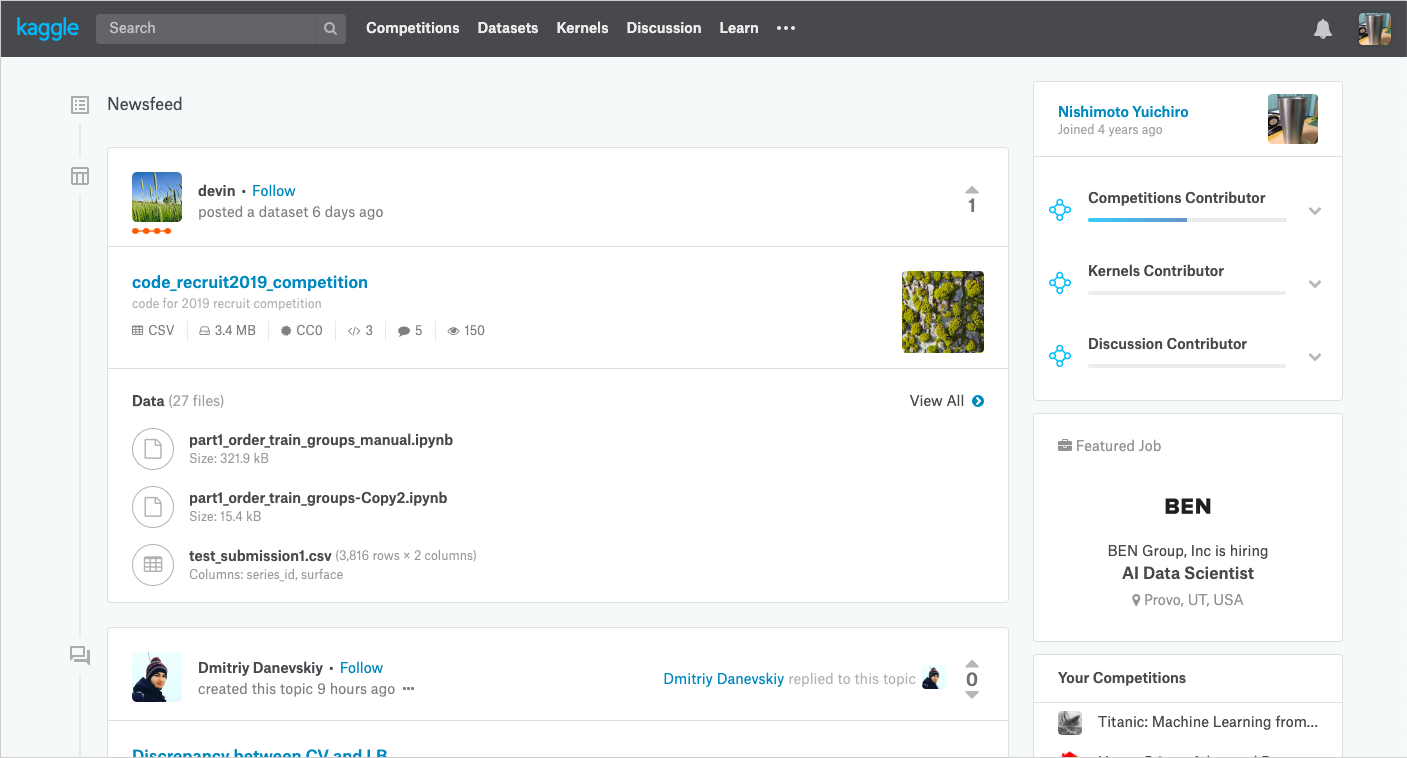 kaggle
Search
Competitions Datasets Kernels Discussion Learn
Newsfeed
devin • Follow
posted a dataset 6 days ago
1
code_recruit2019_competition
code for 2019 recruit competition
CSV 3.4 MB CC0 3 5 150
Data (27 files)
View All
part1_order_train_groups_manual.ipynb
Size: 321.9 kB
part1_order_train_groups-Copy2.ipynb
Size: 15.4 kB
test_submission1.csv (3,816 rows × 2 columns)
Columns: series_id, surface
Dmitriy Danevskiy • Follow
created this topic 9 hours ago
Dmitriy Danevskiy replied to this topic
0
Discrepancy between CV and LB
Nishimoto Yuichiro
Joined 4 years ago
Competitions Contributor
Kernels Contributor
Discussion Contributor
Featured Job
BEN
BEN Group, Inc is hiring
AI Data Scientist
Provo, UT, USA
Your Competitions
Titanic: Machine Learning from...